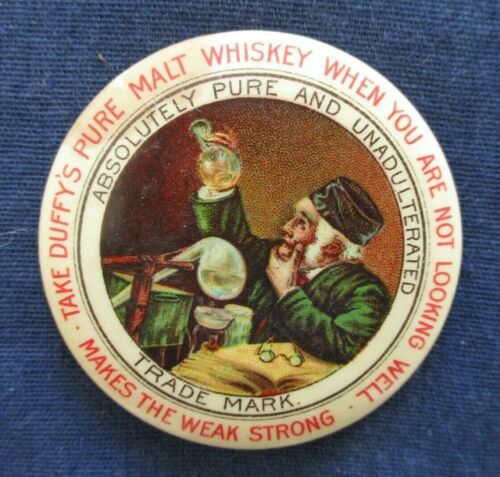 · TAKE DUFFY'S PURE MALT WHISKEY WHEN YOU ARE NOT LOOKING WELL ·
MAKES THE WEAK STRONG
ABSOLUTELY PURE AND UNADULTERATED
TRADE MARK.